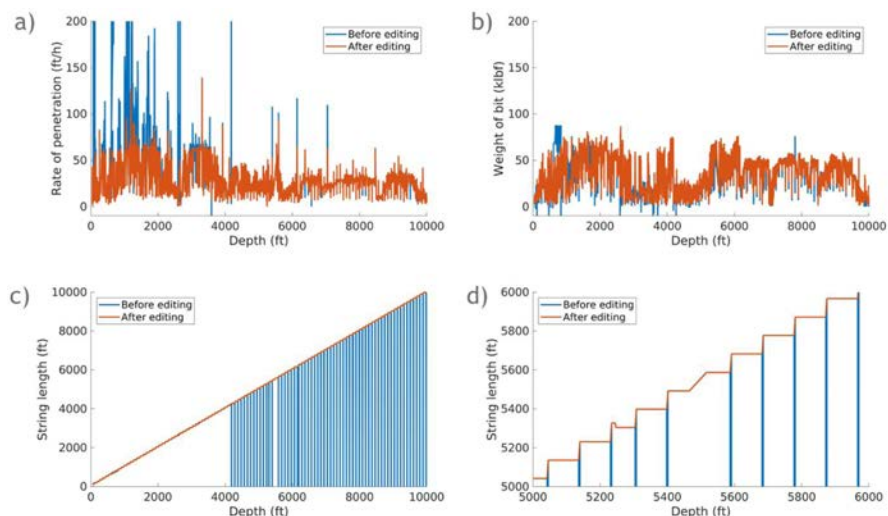 a)
Rate of penetration (ft/h)
200
150
100
50
0
Before editing
After editing
0 2000 4000 6000 8000 10000
Depth (ft)
b)
Weight of bit (klbf)
200
150
100
50
0
Before editing
After editing
0 2000 4000 6000 8000 10000
Depth (ft)
c)
String length (ft)
10000
8000
6000
4000
2000
0
Before editing
After editing
0 2000 4000 6000 8000 10000
Depth (ft)
d)
String length (ft)
6000
5800
5600
5400
5200
5000
Before editing
After editing
5000 5200 5400 5600 5800 6000
Depth (ft)